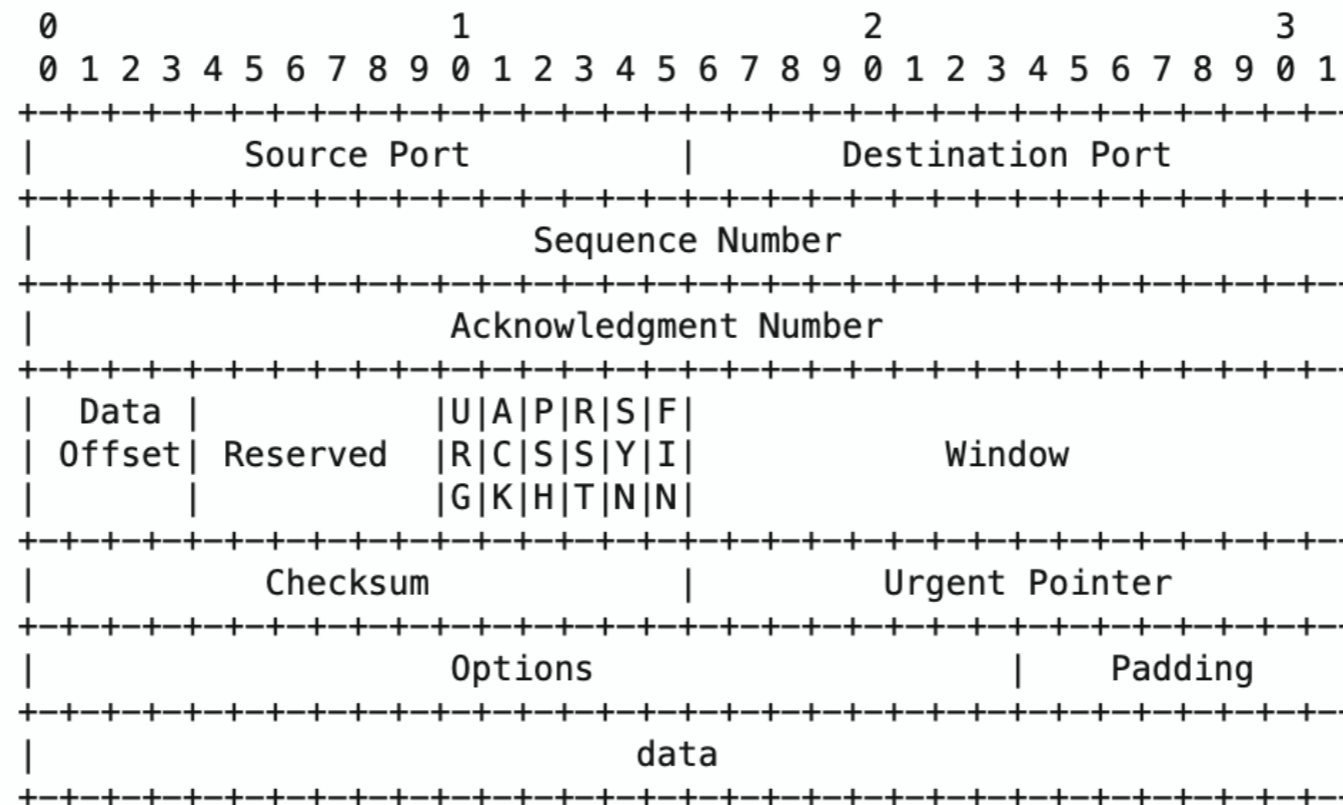 0                   1                   2                   3
 0 1 2 3 4 5 6 7 8 9 0 1 2 3 4 5 6 7 8 9 0 1 2 3 4 5 6 7 8 9 0 1
+-+-+-+-+-+-+-+-+-+-+-+-+-+-+-+-+-+-+-+-+-+-+-+-+-+-+-+-+-+-+-+-
|          Source Port          |       Destination Port
+-+-+-+-+-+-+-+-+-+-+-+-+-+-+-+-+-+-+-+-+-+-+-+-+-+-+-+-+-+-+-+-
|                        Sequence Number
+-+-+-+-+-+-+-+-+-+-+-+-+-+-+-+-+-+-+-+-+-+-+-+-+-+-+-+-+-+-+-+-
|                    Acknowledgment Number
+-+-+-+-+-+-+-+-+-+-+-+-+-+-+-+-+-+-+-+-+-+-+-+-+-+-+-+-+-+-+-+-
|  Data |           |U|A|P|R|S|F|
| Offset| Reserved  |R|C|S|S|Y|I|            Window
|       |           |G|K|H|T|N|N|
+-+-+-+-+-+-+-+-+-+-+-+-+-+-+-+-+-+-+-+-+-+-+-+-+-+-+-+-+-+-+-+-
|           Checksum            |         Urgent Pointer
+-+-+-+-+-+-+-+-+-+-+-+-+-+-+-+-+-+-+-+-+-+-+-+-+-+-+-+-+-+-+-+-
|                    Options                    |    Padding
+-+-+-+-+-+-+-+-+-+-+-+-+-+-+-+-+-+-+-+-+-+-+-+-+-+-+-+-+-+-+-+-
|                             data
+-+-+-+-+-+-+-+-+-+-+-+-+-+-+-+-+-+-+-+-+-+-+-+-+-+-+-+-+-+-+-+-